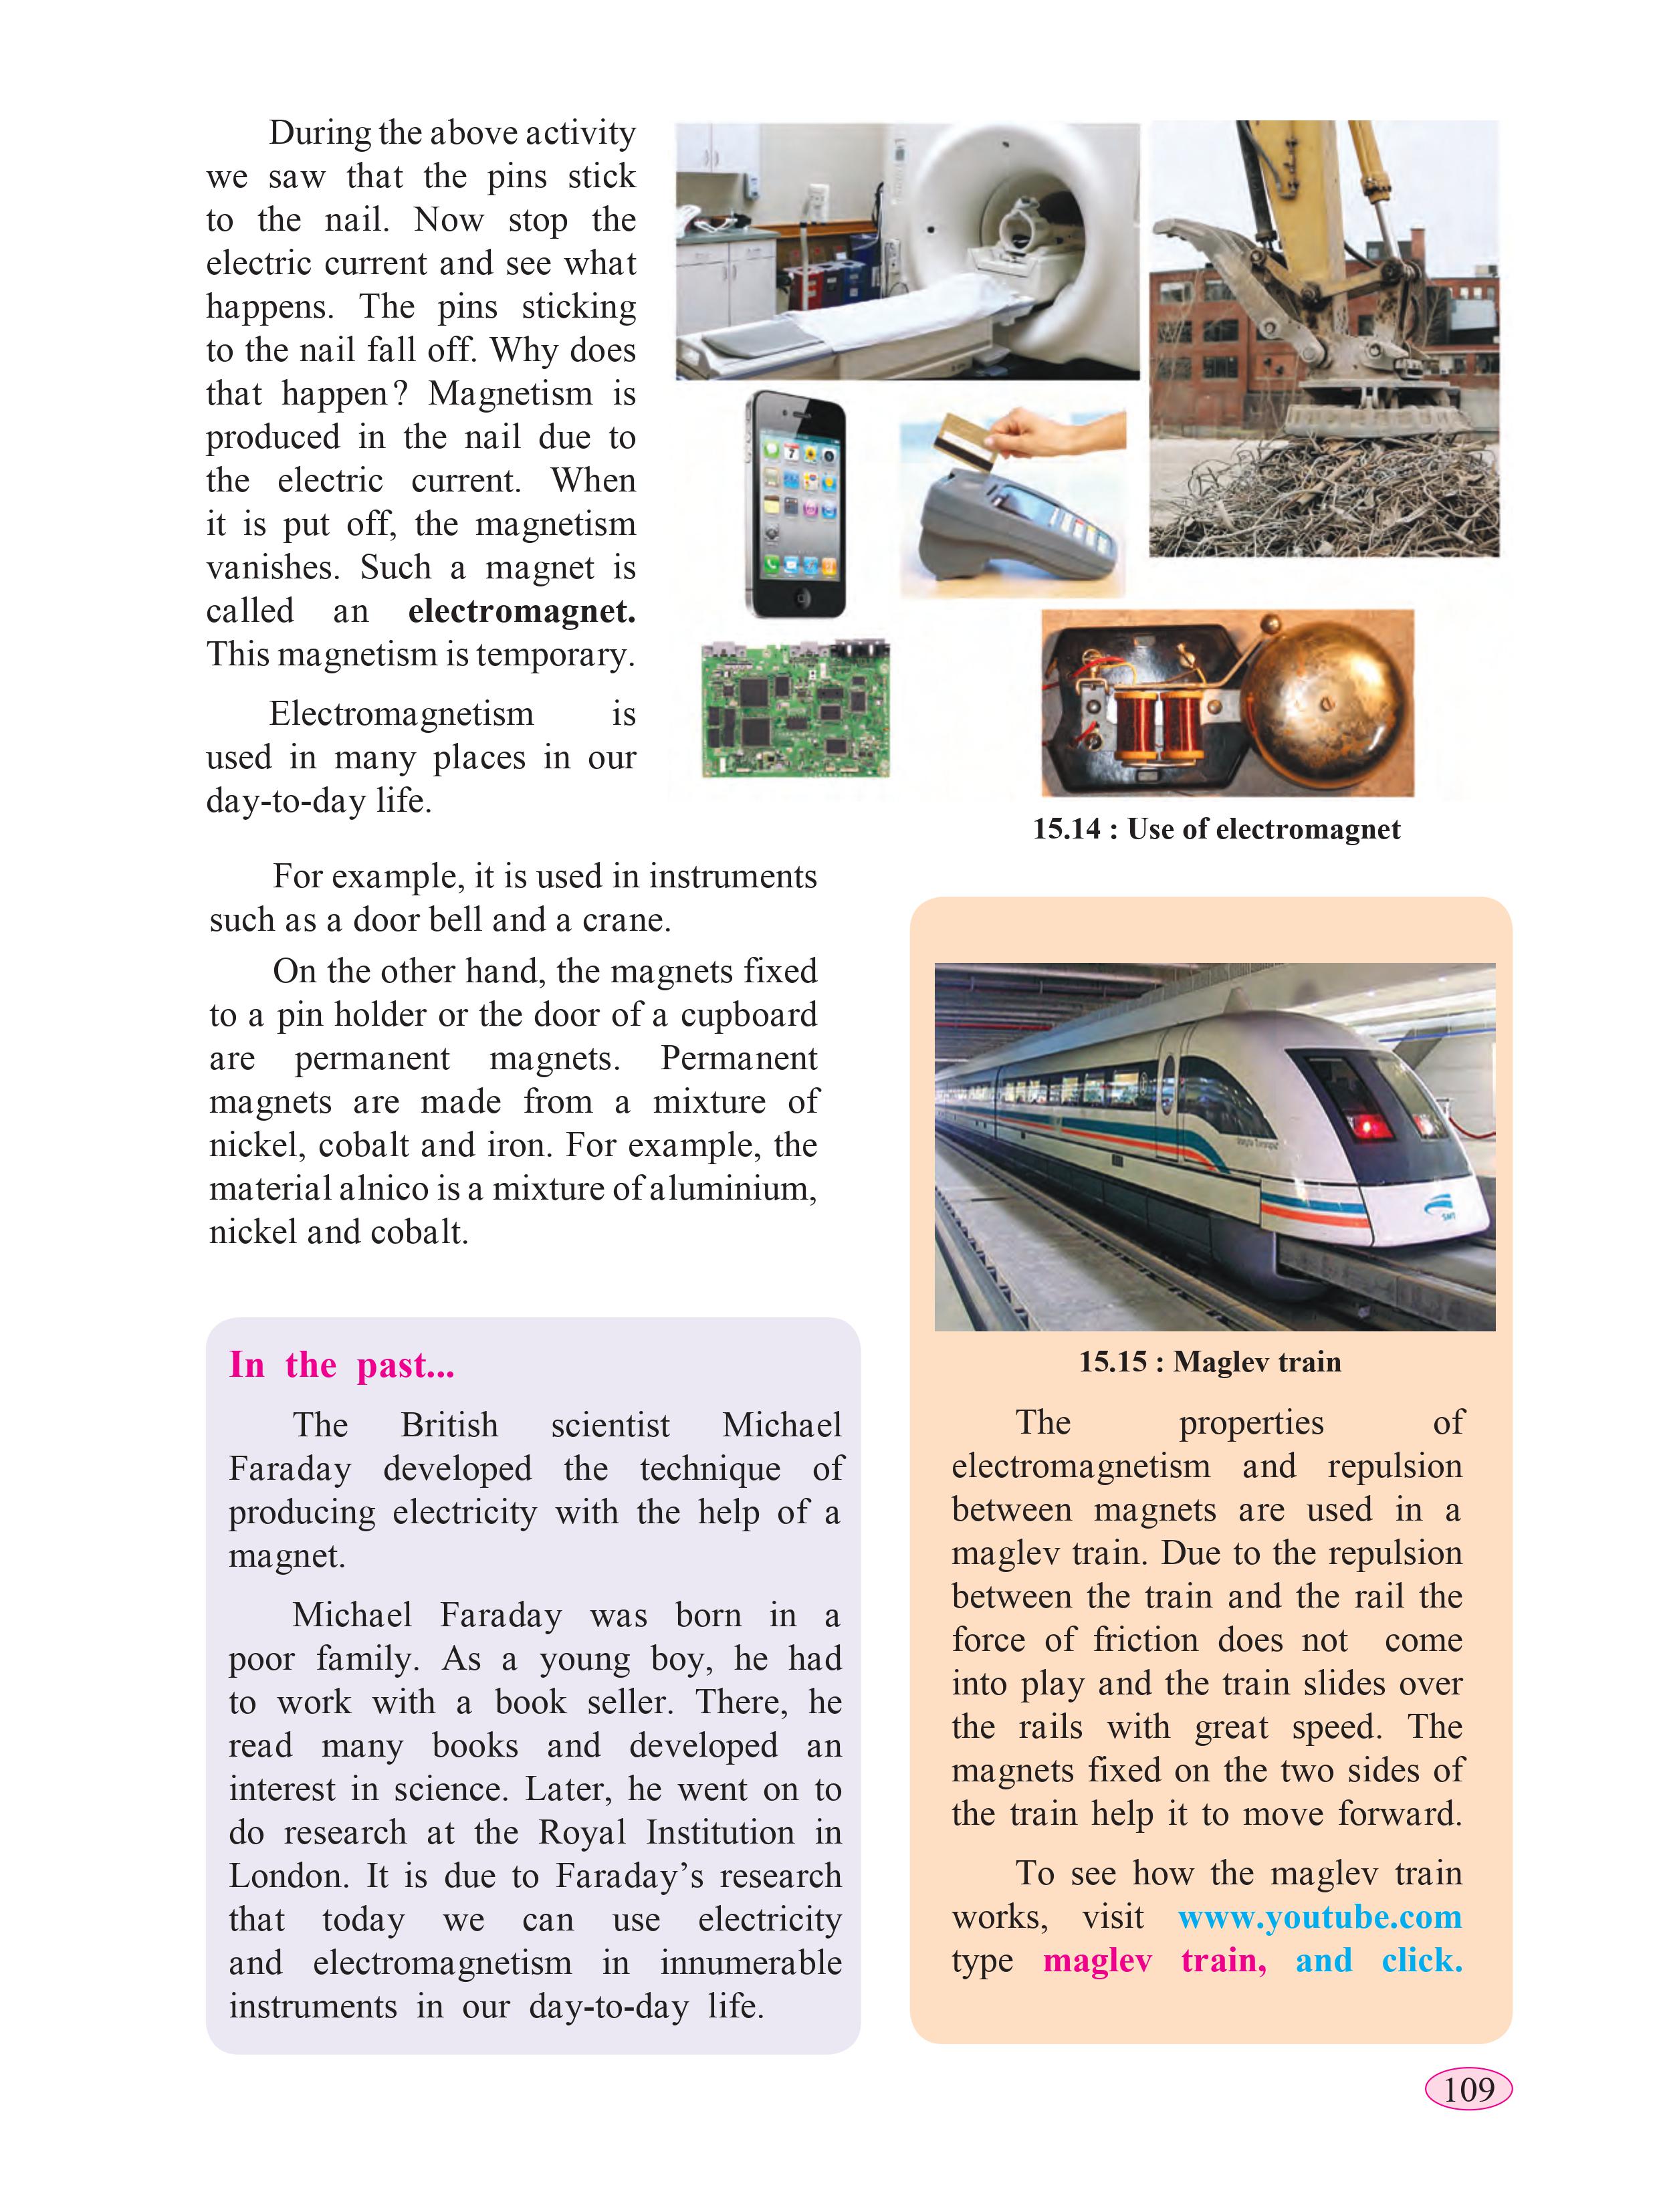 During the above activity
we saw that the pins stick
to the nail. Now stop the
electric current and see what
happens. The pins sticking
to the nail fall off. Why does
that happen? Magnetism is
produced in the nail due to
the electric current. When
it is put off, the magnetism
vanishes. Such a magnet is
called an electromagnet.
This magnetism is temporary.
Electromagnetism is
used in many places in our
day-to-day life.
15.14 : Use of electromagnet
For example, it is used in instruments
such as a door bell and a crane.
On the other hand, the magnets fixed
to a pin holder or the door of a cupboard
are permanent magnets. Permanent
magnets are made from a mixture of
nickel, cobalt and iron. For example, the
material alnico is a mixture of aluminium,
nickel and cobalt.
In the past...
The British scientist Michael
Faraday developed the technique of
producing electricity with the help of a
magnet.
Michael Faraday was born in a
poor family. As a young boy, he had
to work with a book seller. There, he
read many books and developed an
interest in science. Later, he went on to
do research at the Royal Institution in
London. It is due to Faraday's research
that today we can use electricity
and electromagnetism in innumerable
instruments in our day-to-day life.
SMT
15.15 : Maglev train
The properties of
electromagnetism and repulsion
between magnets are used in a
maglev train. Due to the repulsion
between the train and the rail the
force of friction does not come
into play and the train slides over
the rails with great speed. The
magnets fixed on the two sides of
the train help it to move forward.
To see how the maglev train
works, visit www.youtube.com
type maglev train, and click.
109